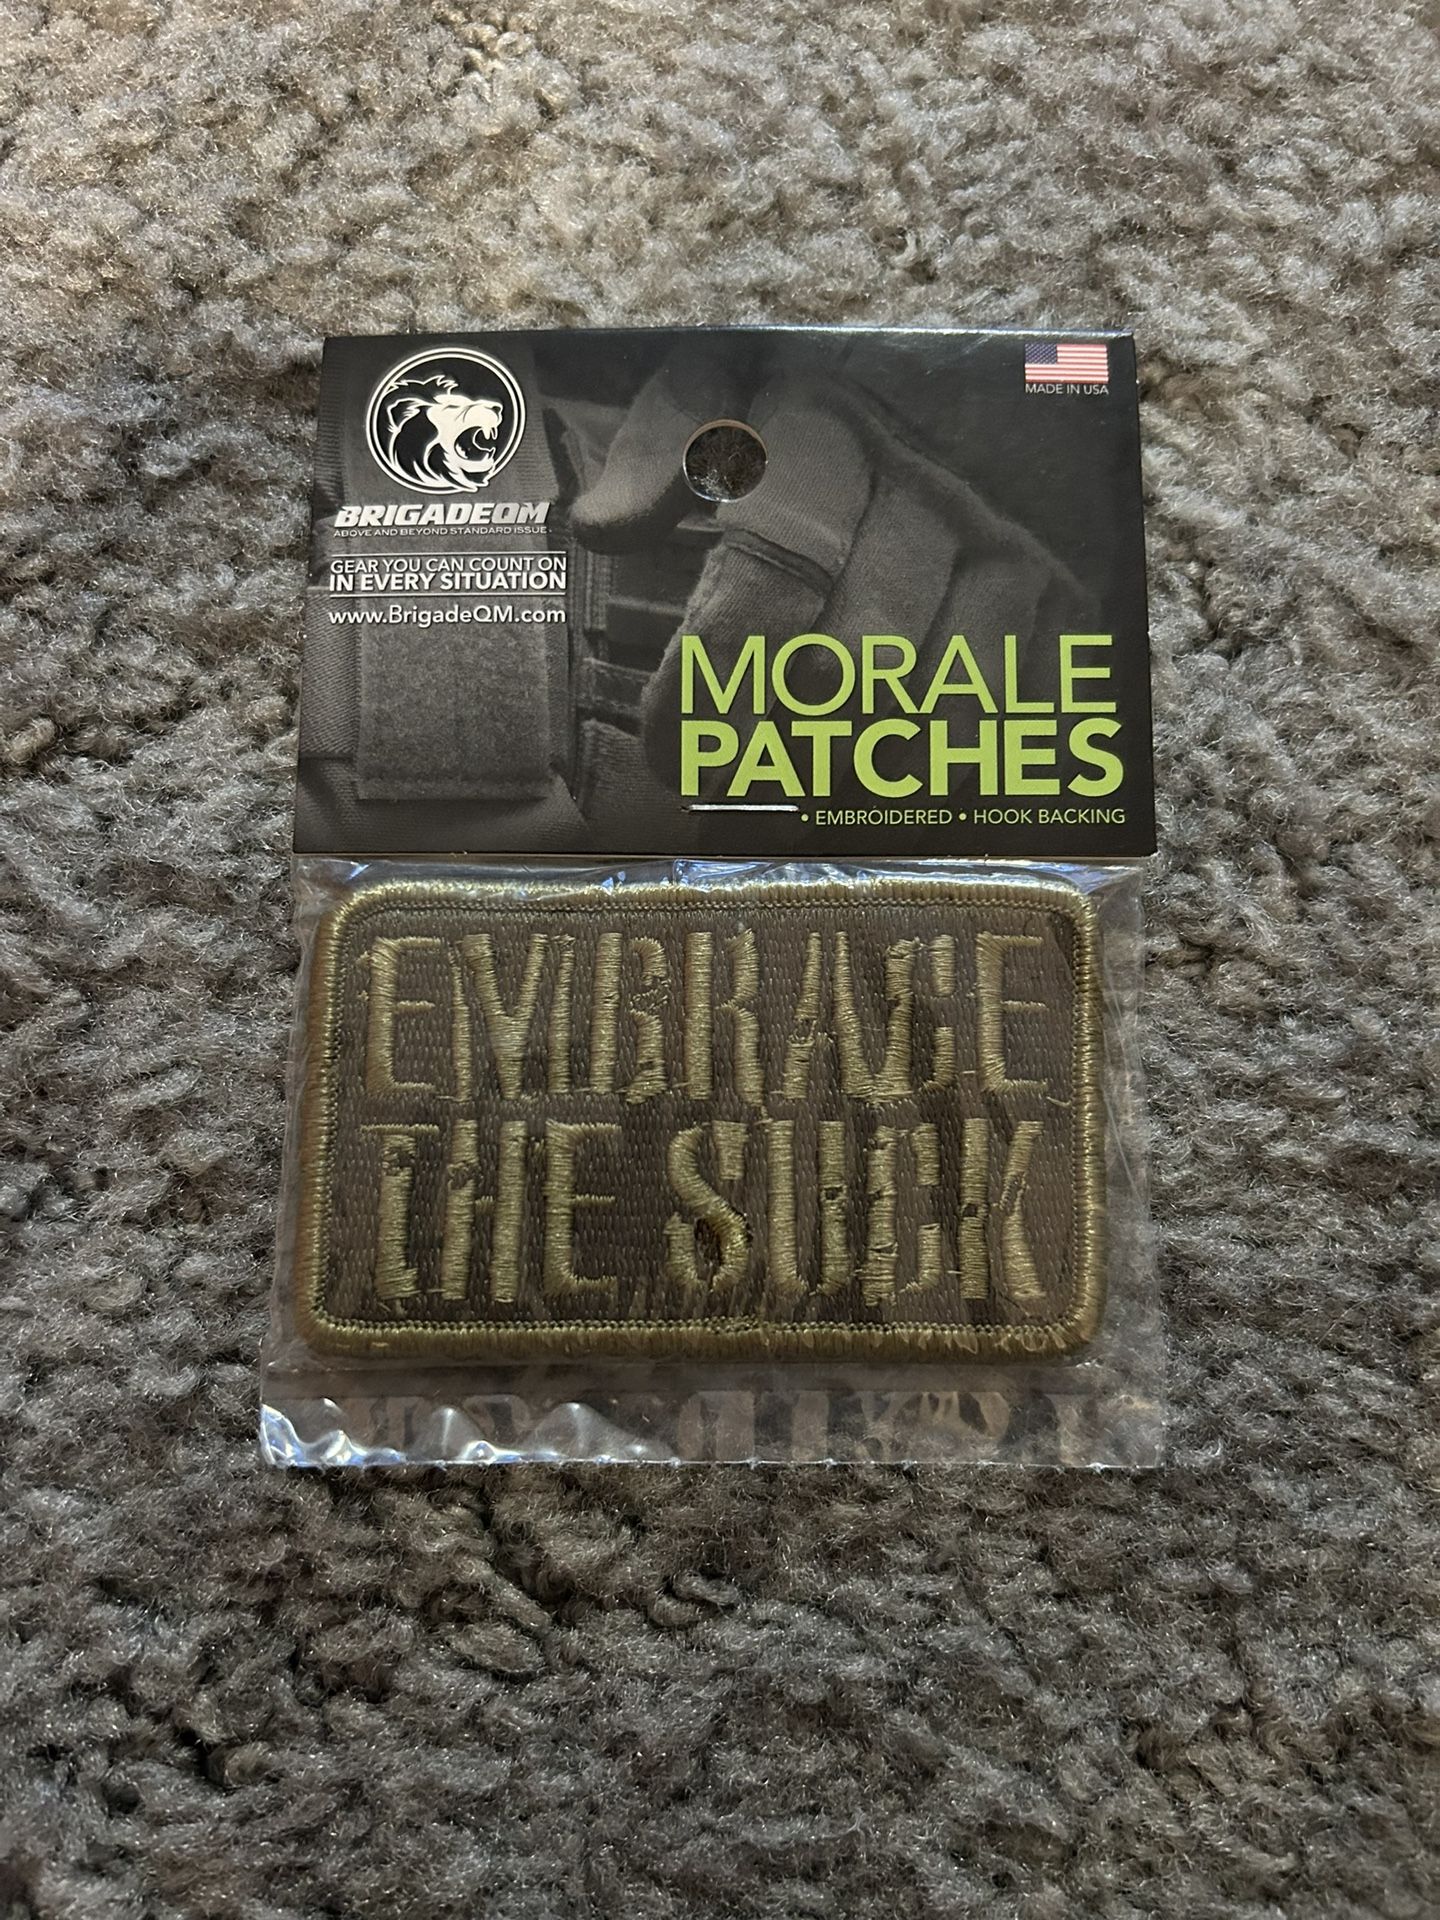 MADE IN USA
BRIGADEQM
ABOVE AND BEYOND STANDARD ISSUE.
GEAR YOU CAN COUNT ON
IN EVERY SITUATION
www.BrigadeQM.com
MORALE
PATCHES
• EMBROIDERED • HOOK BACKING
EMBRACE
THE SUCK